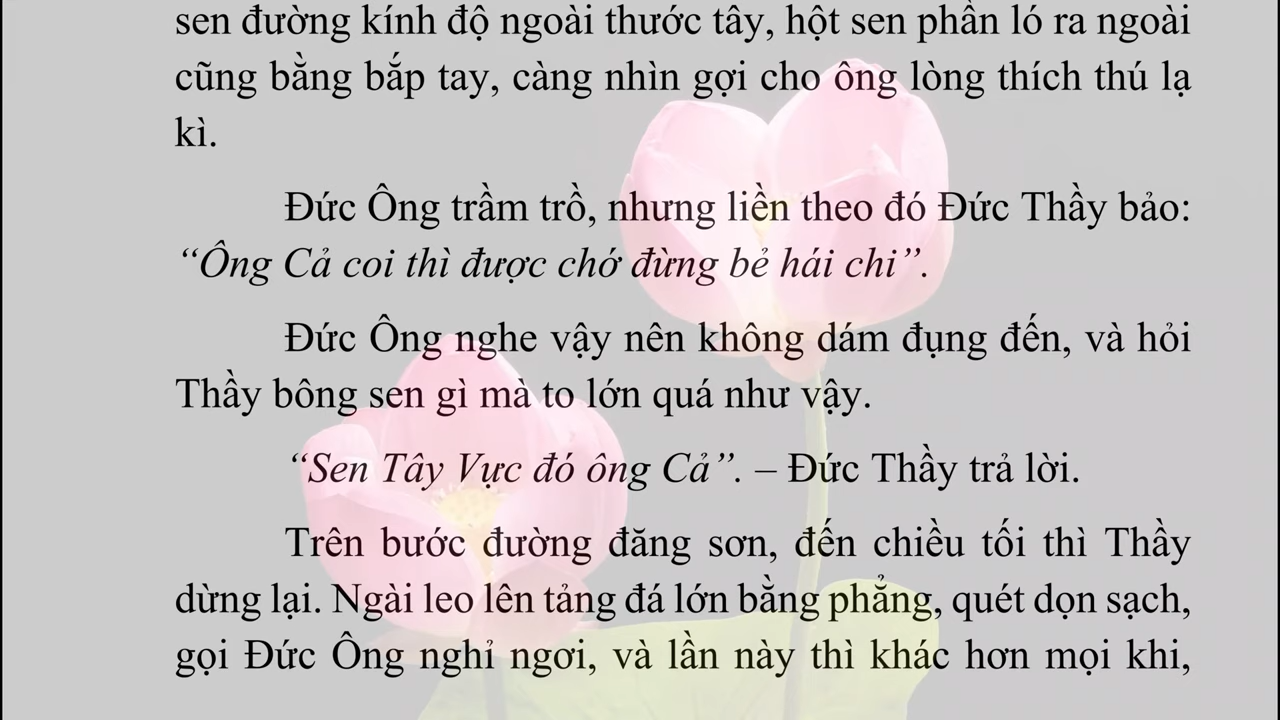 sen đường kính độ ngoài thước tây, hột sen phần ló ra ngoài
cũng bằng bắp tay, càng nhìn gợi cho ông lòng thích thú lạ
kì.
Đức Ông trầm trồ, nhưng liền theo đó Đức Thầy bảo:
“Ông Cả coi thì được chớ đừng bẻ hái chi”.
Đức Ông nghe vậy nên không dám đụng đến, và hỏi
Thầy bông sen gì mà to lớn quá như vậy.
“Sen Tây Vực đó ông Cả”. – Đức Thầy trả lời.
Trên bước đường đăng sơn, đến chiều tối thì Thầy
dừng lại. Ngài leo lên tảng đá lớn bằng phẳng, quét dọn sạch,
gọi Đức Ông nghỉ ngơi, và lần này thì khác hơn mọi khi,